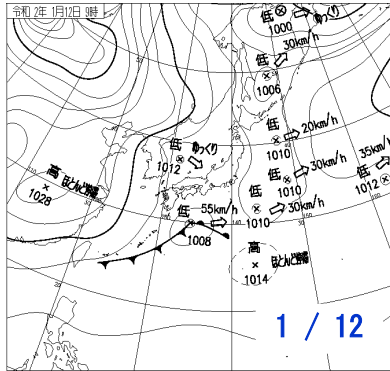 令和 2年 1月12日 9時
低 ゆっくり
1000
30km/h
低
1006
低 20km/h
1010
低 ゆっくり
1012
高 ほとんど停滞
1028
低 30km/h
1010
35km/h
低
1012
低 55km/h
1008
低 30km/h
1010
高 ほとんど停滞
1014
1 / 12